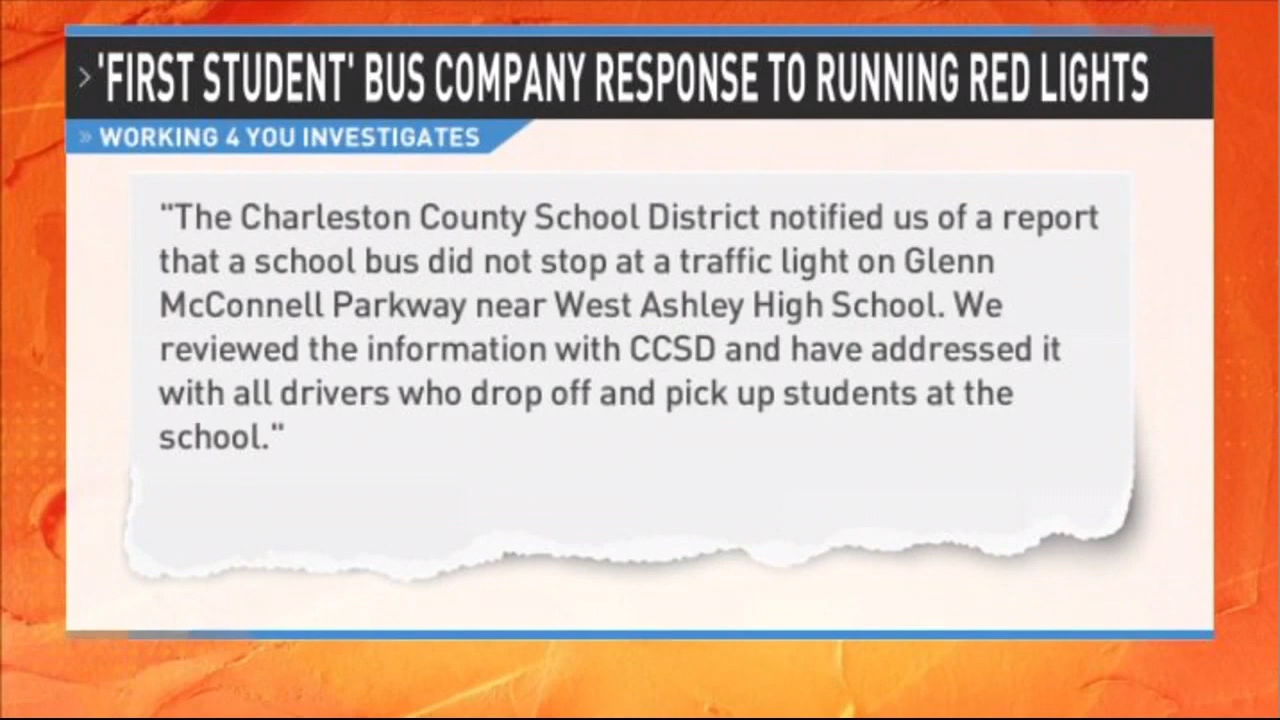 'FIRST STUDENT' BUS COMPANY RESPONSE TO RUNNING RED LIGHTS
WORKING 4 YOU INVESTIGATES
"The Charleston County School District notified us of a report
that a school bus did not stop at a traffic light on Glenn
McConnell Parkway near West Ashley High School. We
reviewed the information with CCSD and have addressed it
with all drivers who drop off and pick up students at the
school."